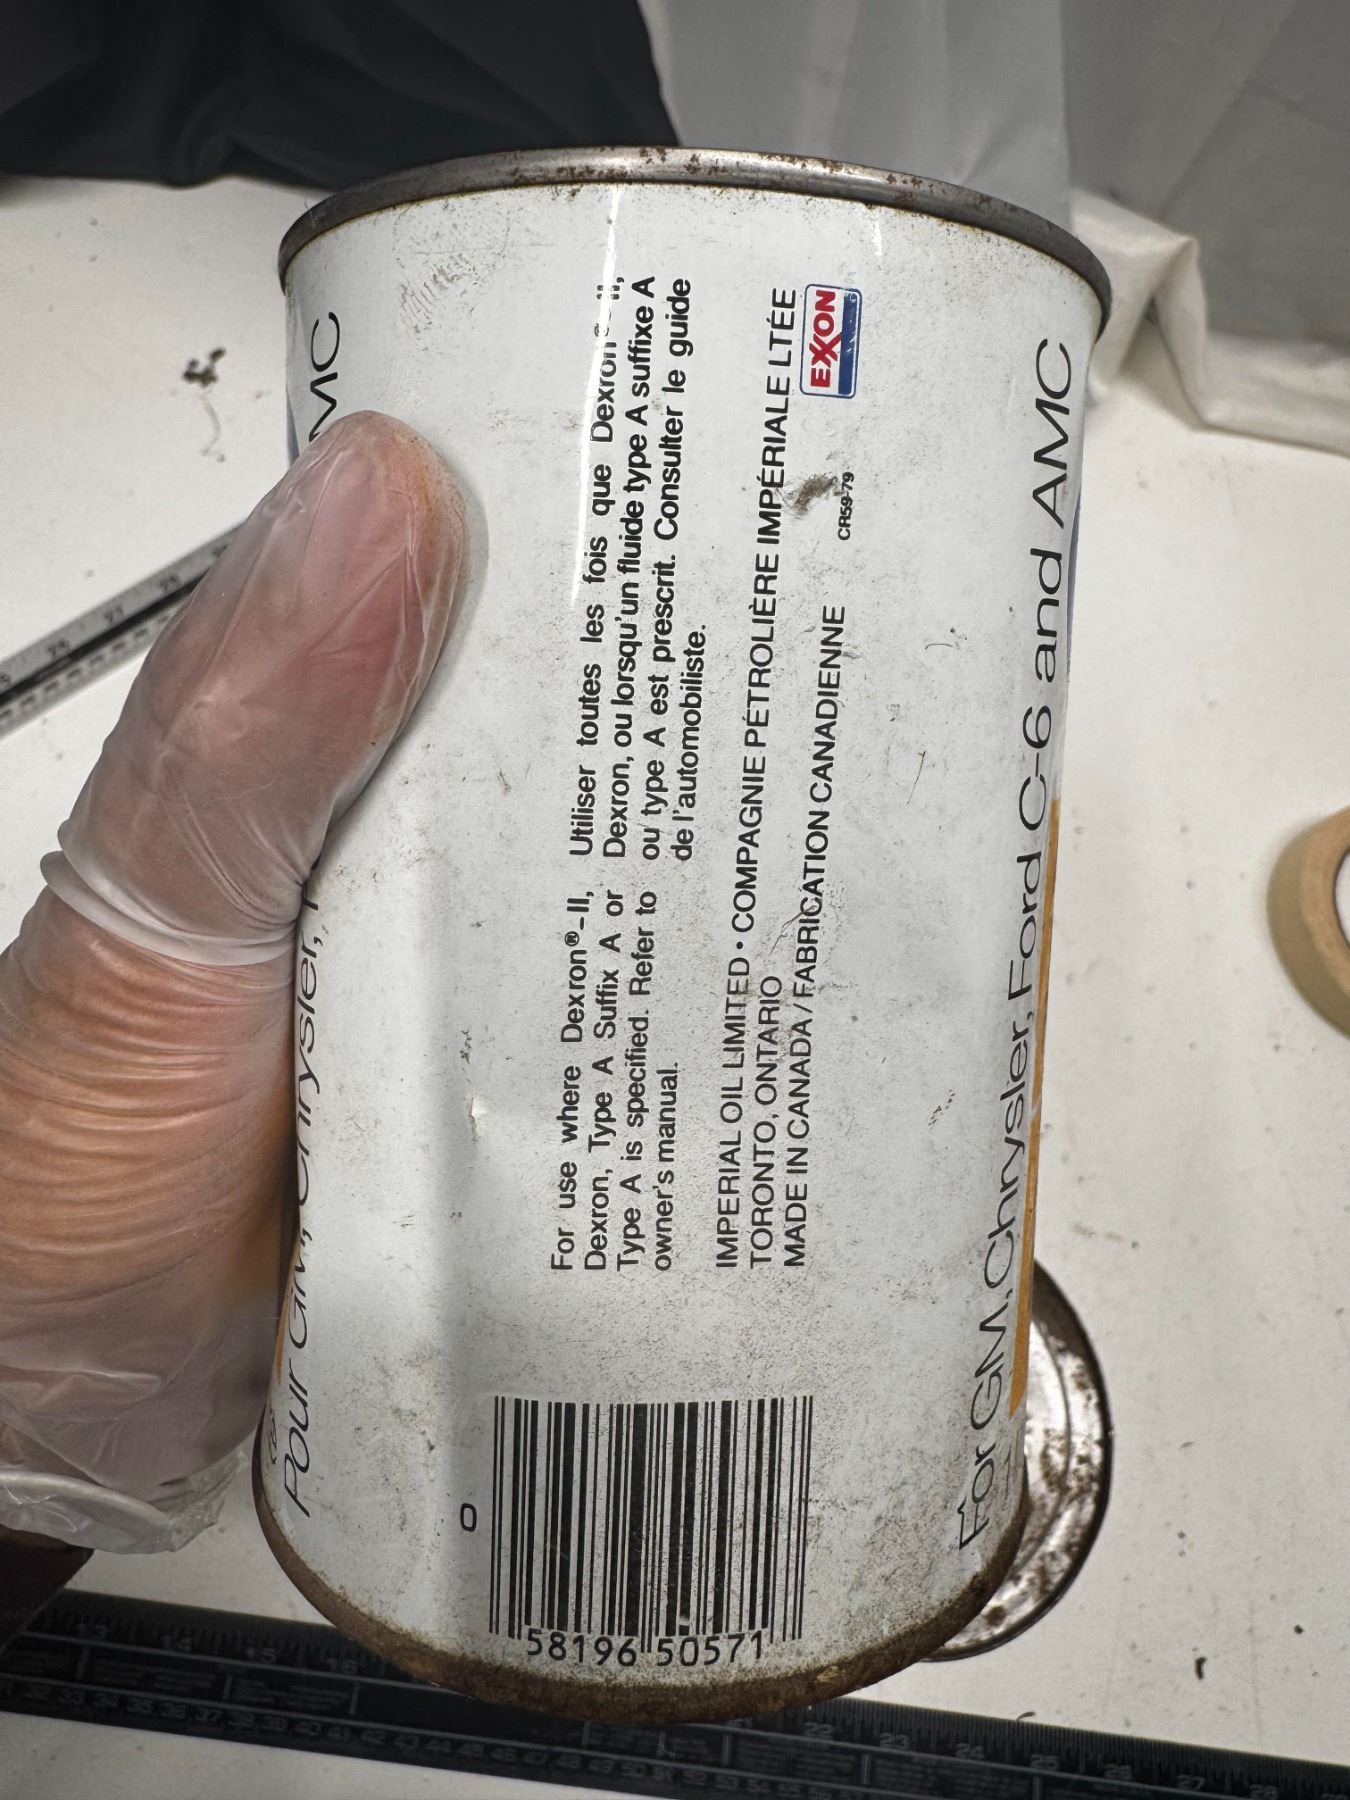 For use where Dexron®-II,
Dexron, Type A Suffix A or
Type A is specified. Refer to
owner's manual.
Utiliser toutes les fois que Dexron®-II,
Dexron, ou lorsqu'un fluide type A suffixe A
ou type A est prescrit. Consulter le guide
de l'automobiliste.
IMPERIAL OIL LIMITED • COMPAGNIE PÉTROLIÈRE IMPÉRIALE LTÉE
TORONTO, ONTARIO
MADE IN CANADA/FABRICATION CANADIENNE
CR59-79
EXXON
For GM, Chrysler, Ford C-6 and AMC
Pour GM, Chrysler,
0
58196 50571